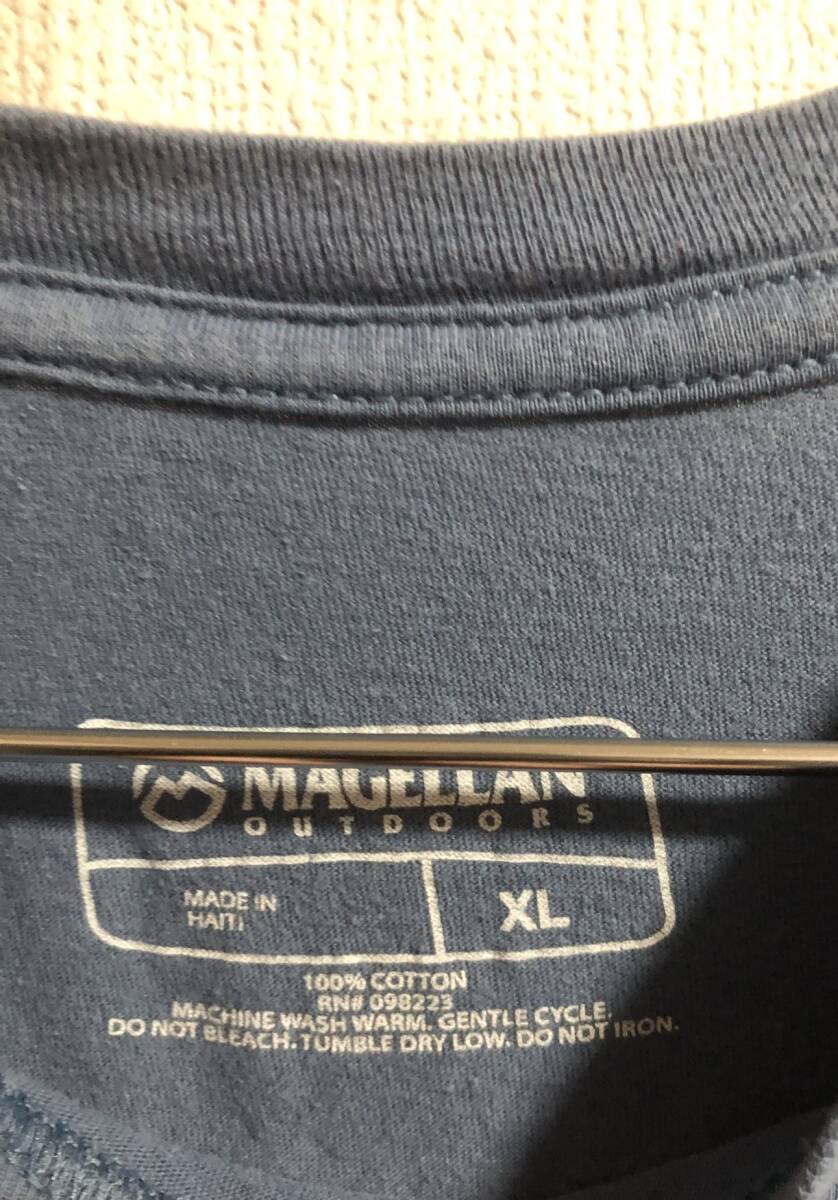 MAGELLAN
OUTDOORS
MADE IN
HAITI
XL
100% COTTON
RN# 098223
MACHINE WASH WARM. GENTLE CYCLE.
DO NOT BLEACH. TUMBLE DRY LOW. DO NOT IRON.